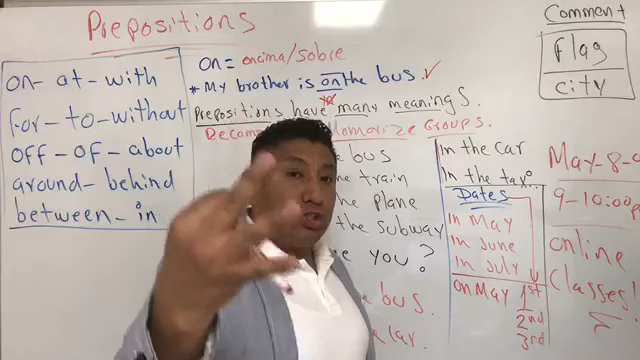 Prepositions
on - at - with
for - to - without
off - of - about
around - behind
between - in
on = encima/sobre
* My brother is on the bus. ✓
Prepositions have many meanings.
Groups.
bus
train
the plane
the subway
you?
bus
car.
In the car
In the taxi
Dates
in May
in June
in July
on May 1st
2nd
3rd
Comment
flag
city
May-8-
9-10:00p
online
Classes!